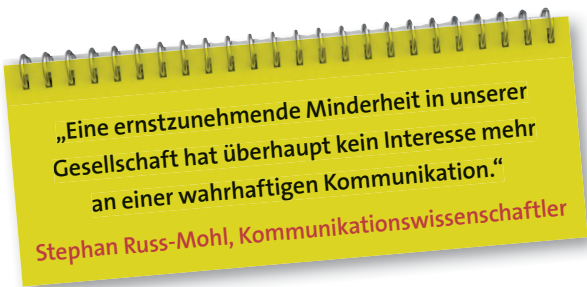 „Eine ernstzunehmende Minderheit in unserer
Gesellschaft hat überhaupt kein Interesse mehr
an einer wahrhaftigen Kommunikation.“
Stephan Russ-Mohl, Kommunikationswissenschaftler